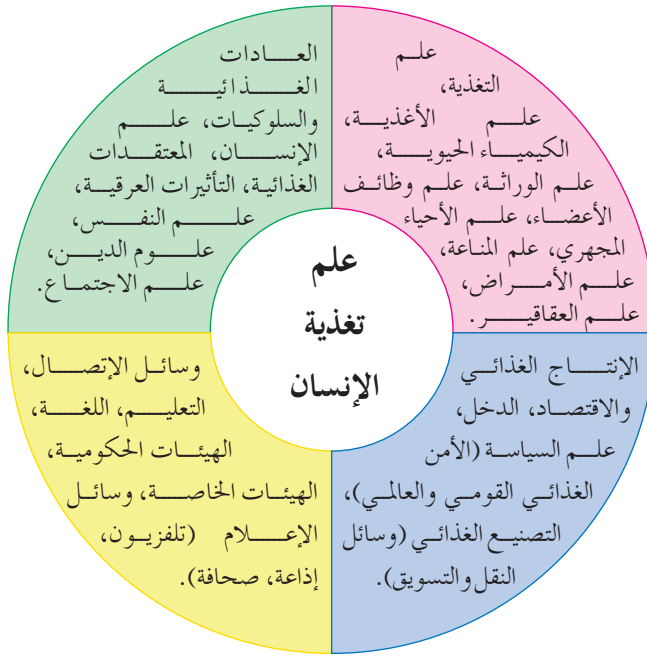 علم
التغذية،
علم الأغذية،
الكيمياء الحيوية،
علم الوراثة، علم وظائف
الأعضاء، علم الأحياء
المجهري، علم المناعة،
علم الأمراض،
علم العقاقير.
العادات
الغذائية
والسلوكيات، علم
الإنسان، المعتقدات
الغذائية، التأثيرات العرقية،
علم النفس،
علوم الدين،
علم الاجتماع.
علم
تغذية
الإنسان
الإنتاج الغذائي
والاقتصاد، الدخل،
علم السياسة (الأمن
الغذائي القومي والعالمي)،
التصنيع الغذائي (وسائل
النقل والتسويق).
وسائل الإتصال،
التعليم، اللغة،
الهيئات الحكومية،
الهيئات الخاصة، وسائل
الإعلام (تلفزيون،
إذاعة، صحافة).